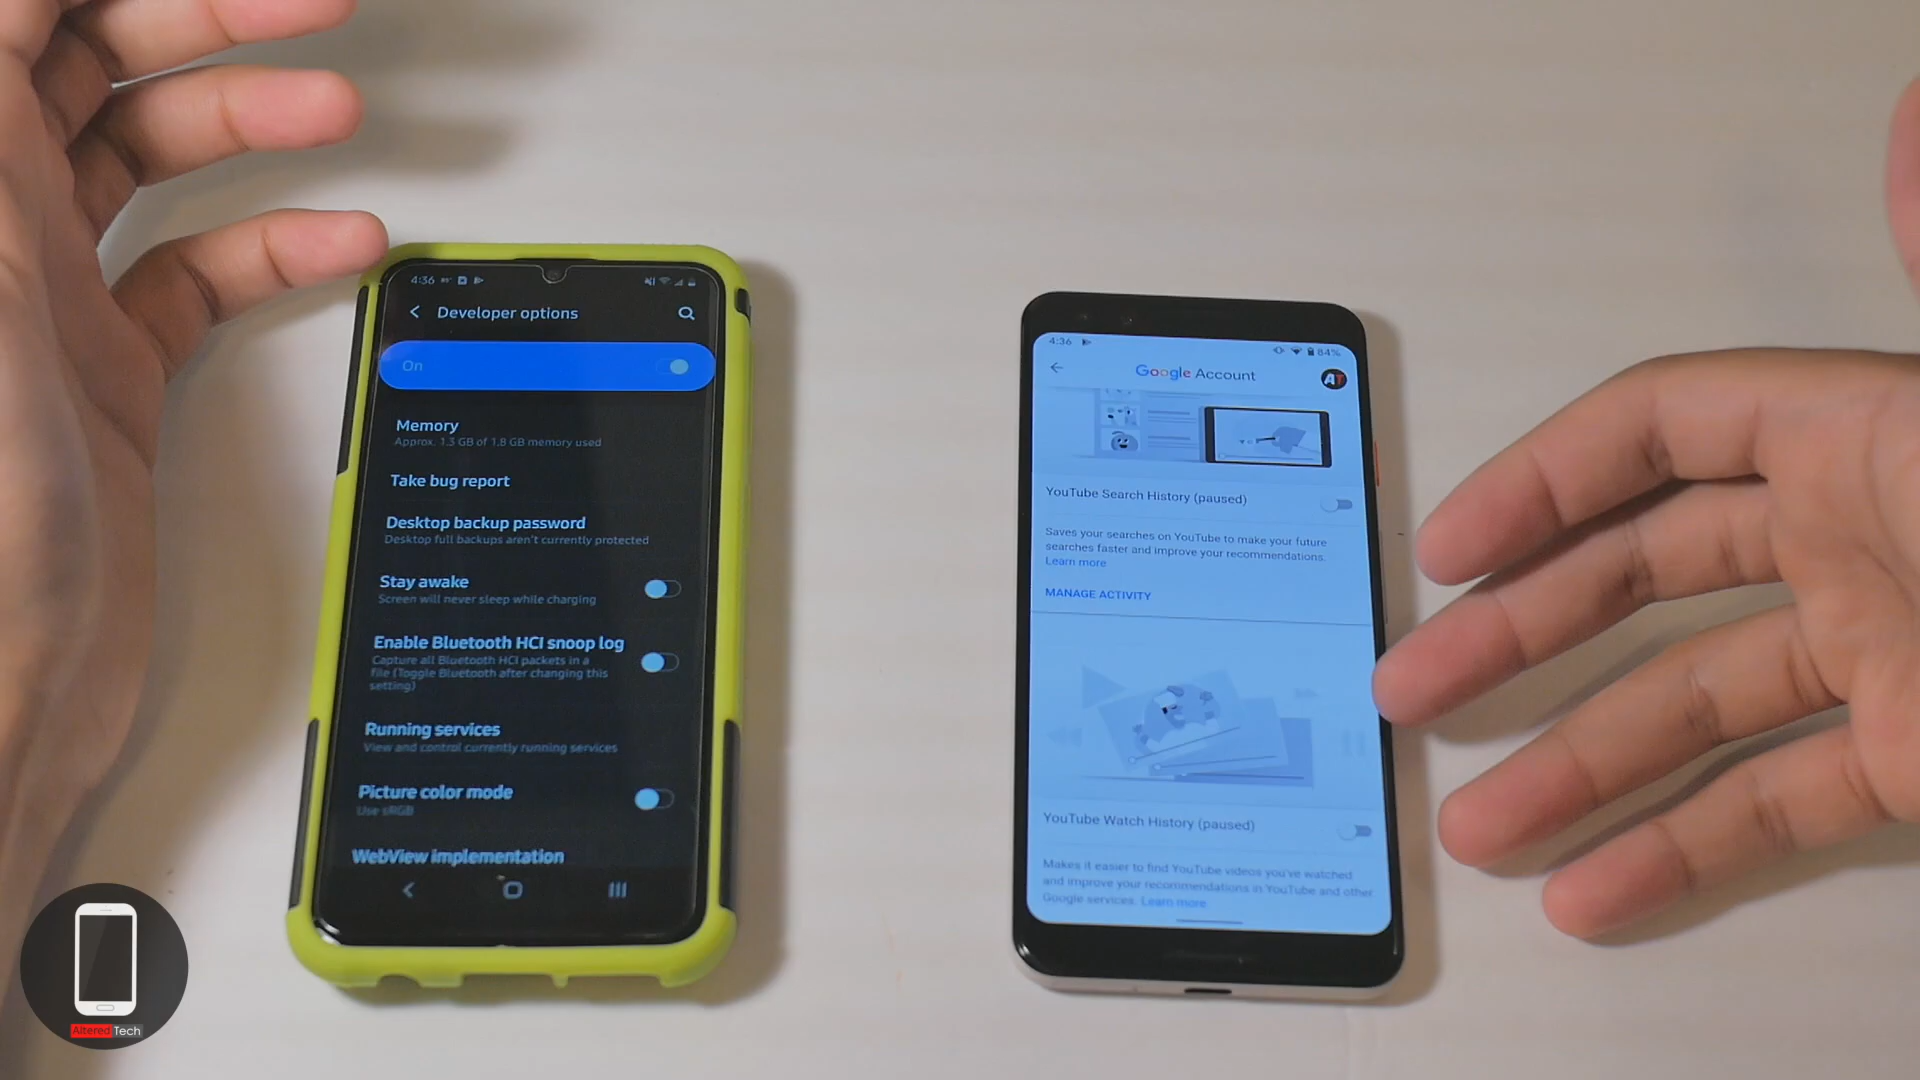 4:36
Developer options
On
Memory
Approx. 1.3 GB of 1.8 GB memory used
Take bug report
Desktop backup password
Desktop full backups aren't currently protected
Stay awake
Screen will never sleep while charging
Enable Bluetooth HCI snoop log
Capture all Bluetooth HCI packets in a
file (Toggle Bluetooth after changing this
setting)
Running services
View and control currently running services
Picture color mode
Use sRGB
WebView implementation
4:36
84%
Google Account
AT
YouTube Search History (paused)
Saves your searches on YouTube to make your future
searches faster and improve your recommendations.
Learn more
MANAGE ACTIVITY
YouTube Watch History (paused)
Makes it easier to find YouTube videos you've watched
and improve your recommendations in YouTube and other
Google services. Learn more
Altered Tech